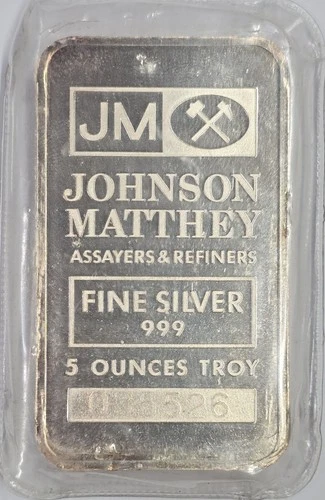 JM
JOHNSON
MATTHEY
ASSAYERS & REFINERS
FINE SILVER
999
5 OUNCES TROY